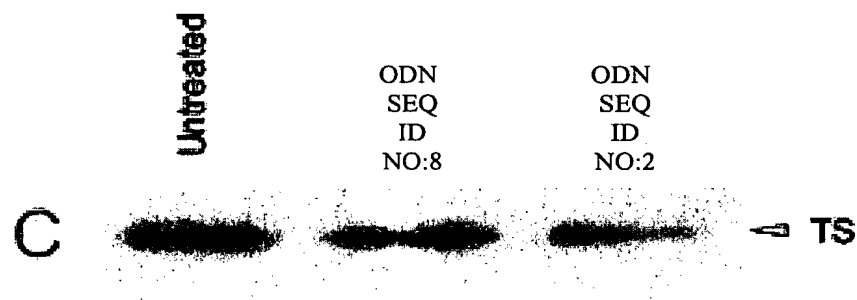 Untreated
ODN
SEQ
ID
NO:8
ODN
SEQ
ID
NO:2
C
TS